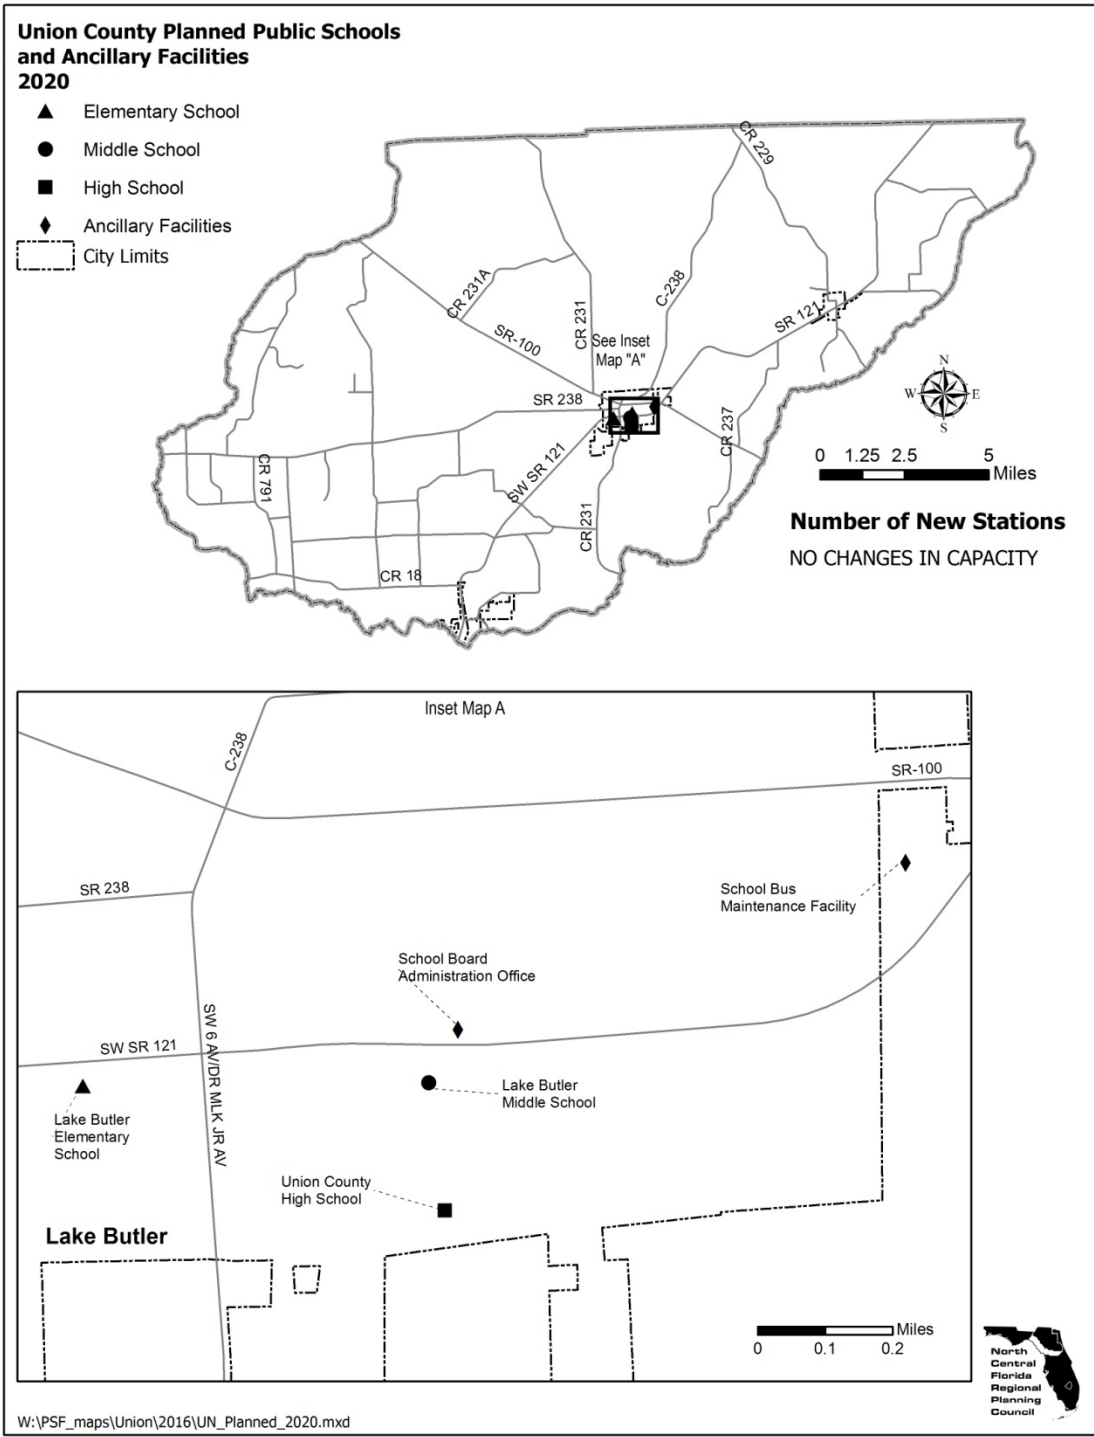 Union County Planned Public Schools
and Ancillary Facilities
2020
Elementary School
Middle School
High School
Ancillary Facilities
City Limits
CR 229
CR 231A
CR 231
C-238
SR-100
SR 121
See Inset
Map "A"
SR 238
CR 237
SW SR 121
CR 791
CR 231
CR 18
N
W
E
S
0 1.25 2.5 5
Miles
Number of New Stations
NO CHANGES IN CAPACITY
Inset Map A
C-238
SR-100
SR 238
School Bus
Maintenance Facility
School Board
Administration Office
SW 6 AV/DR MLK JR AV
SW SR 121
Lake Butler
Middle School
Lake Butler
Elementary
School
Union County
High School
Lake Butler
Miles
0 0.1 0.2
North
Central
Florida
Regional
Planning
Council
W:\PSF_maps\Union\2016\UN_Planned_2020.mxd